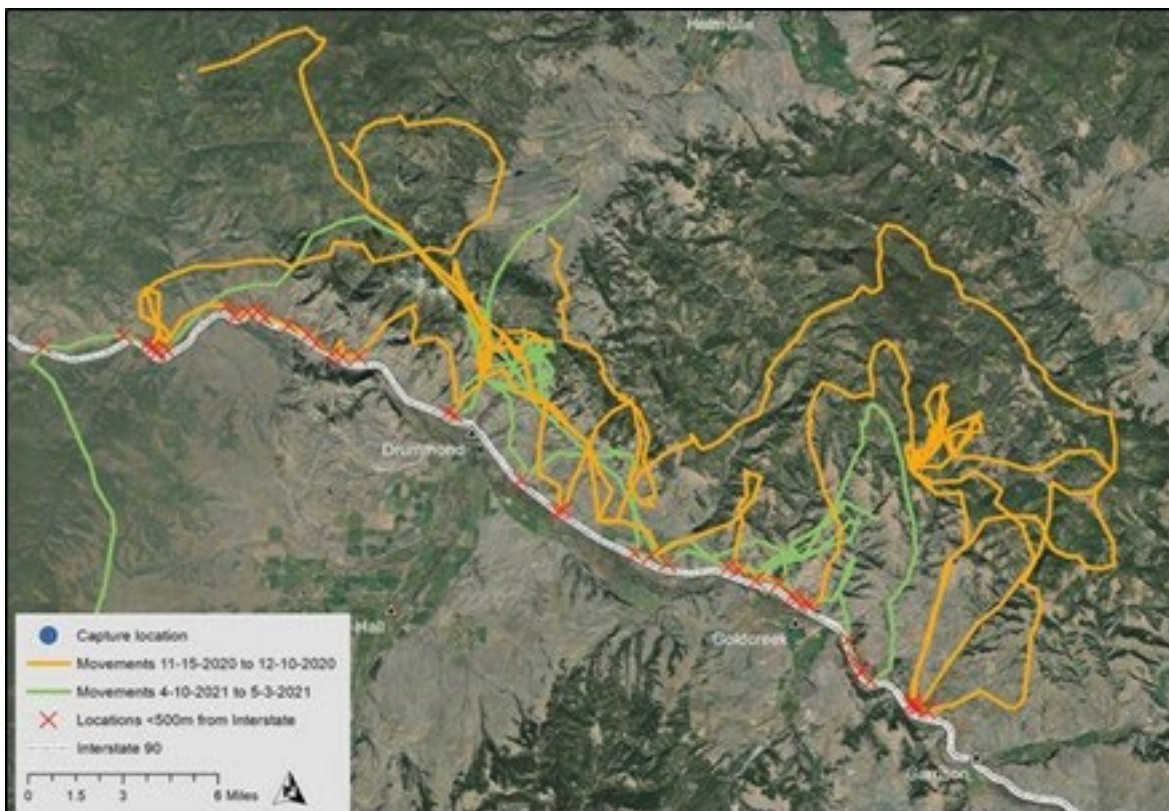 Helmville
Drummond
Hall
Goldcreek
Garrison
Capture location
Movements 11-15-2020 to 12-10-2020
Movements 4-10-2021 to 5-3-2021
Locations <500m from Interstate
Interstate 90
0 1.5 3 6 Miles